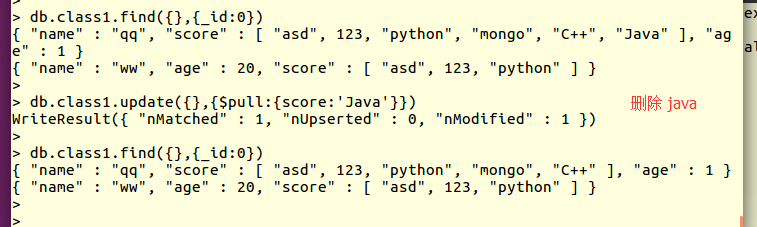 >
> db.class1.find({},{_id:0})
{ "name" : "qq", "score" : [ "asd", 123, "python", "mongo", "C++", "Java" ], "ag
e" : 1 }
{ "name" : "ww", "age" : 20, "score" : [ "asd", 123, "python" ] }
>
> db.class1.update({},{$pull:{score:'Java'}})
删除 java
WriteResult({ "nMatched" : 1, "nUpserted" : 0, "nModified" : 1 })
>
> db.class1.find({},{_id:0})
{ "name" : "qq", "score" : [ "asd", 123, "python", "mongo", "C++" ], "age" : 1 }
{ "name" : "ww", "age" : 20, "score" : [ "asd", 123, "python" ] }
>
>